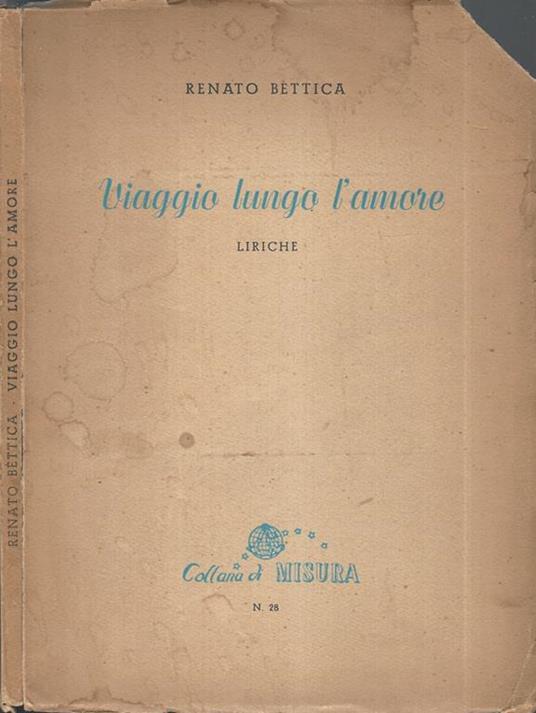 RENATO BETTICA
Viaggio lungo l'amore
LIRICHE
Collana di MISURA
N. 28
RENATO BETTICA - VIAGGIO LUNGO L'AMORE